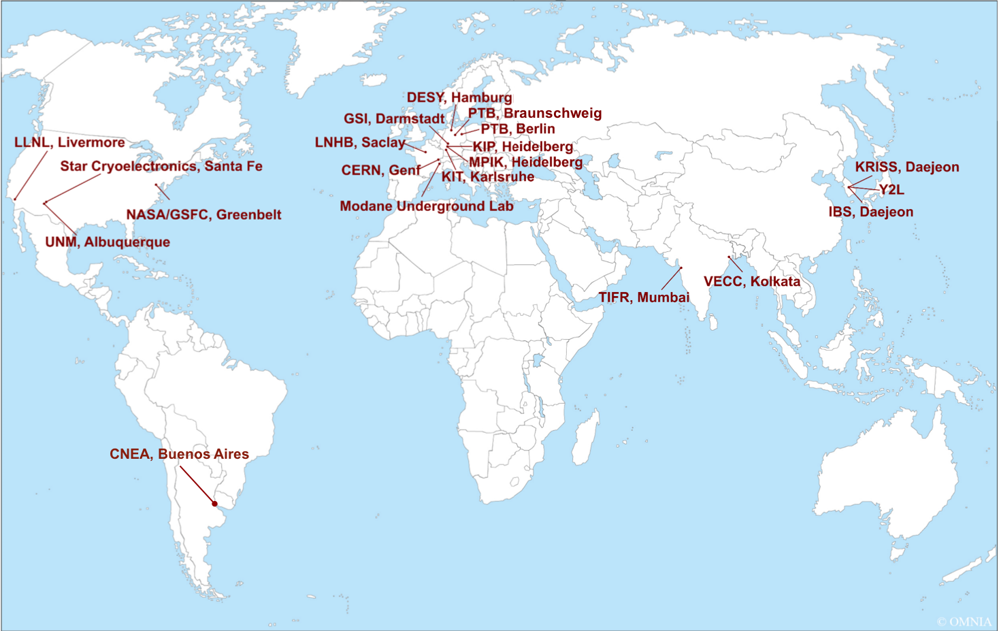 DESY, Hamburg
PTB, Braunschweig
GSI, Darmstadt
PTB, Berlin
LNHB, Saclay
KIP, Heidelberg
MPIK, Heidelberg
CERN, Genf
KIT, Karlsruhe
Modane Underground Lab
LLNL, Livermore
Star Cryoelectronics, Santa Fe
NASA/GSFC, Greenbelt
UNM, Albuquerque
KRISS, Daejeon
Y2L
IBS, Daejeon
VECC, Kolkata
TIFR, Mumbai
CNEA, Buenos Aires
© OMNIA